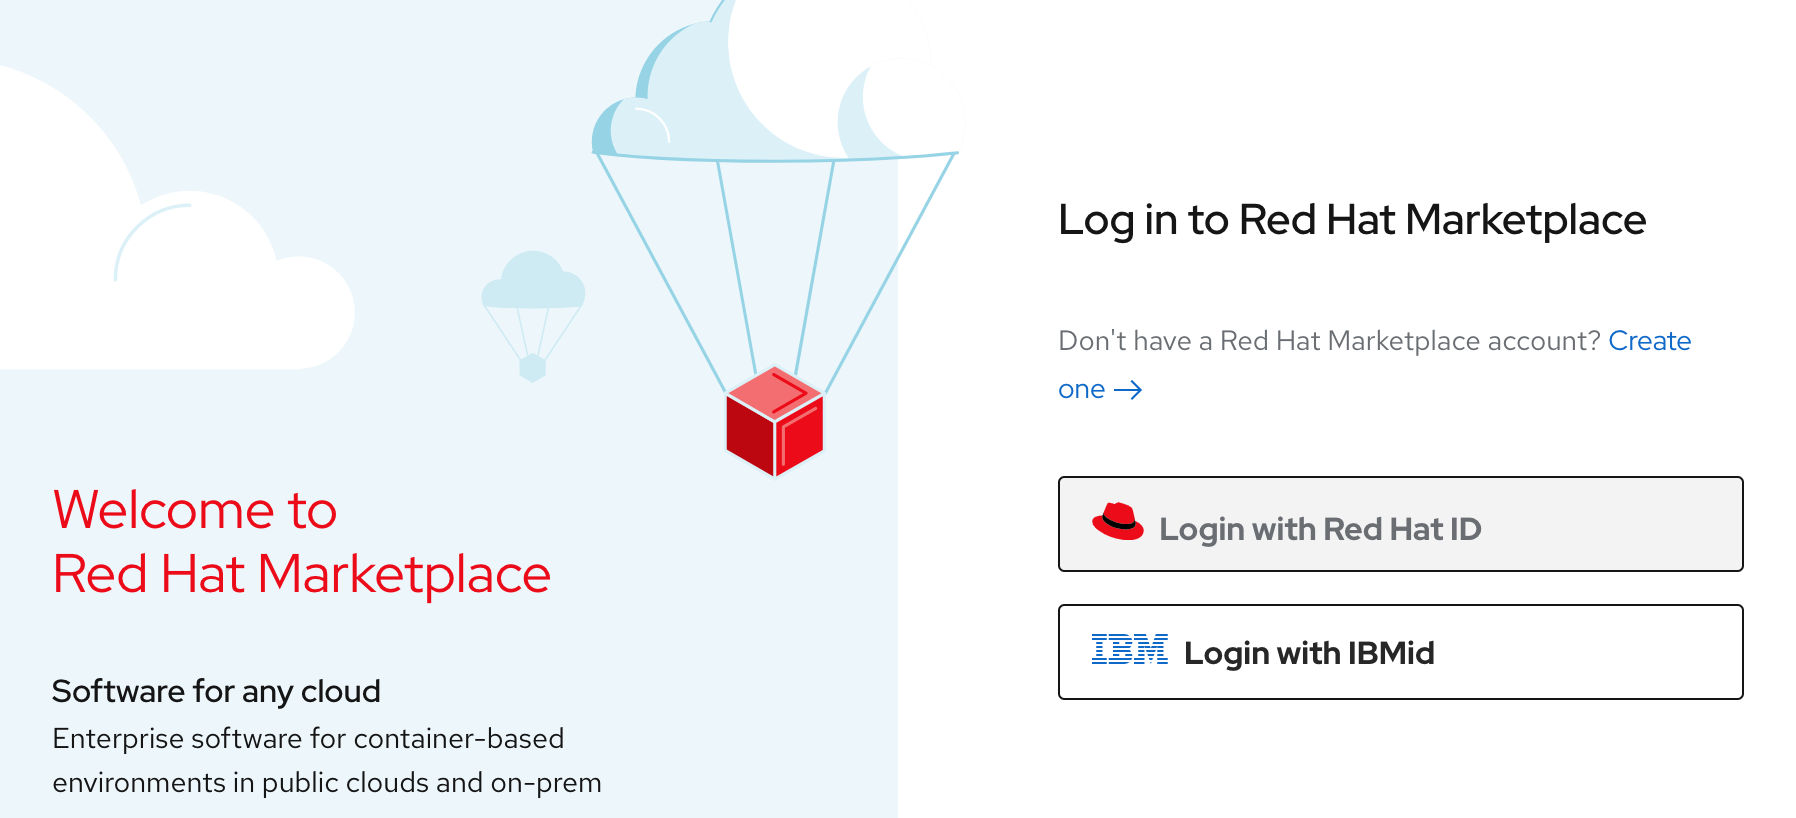 Welcome to
Red Hat Marketplace
Software for any cloud
Enterprise software for container-based
environments in public clouds and on-prem
Log in to Red Hat Marketplace
Don't have a Red Hat Marketplace account? Create
one →
Login with Red Hat ID
IBM Login with IBMid